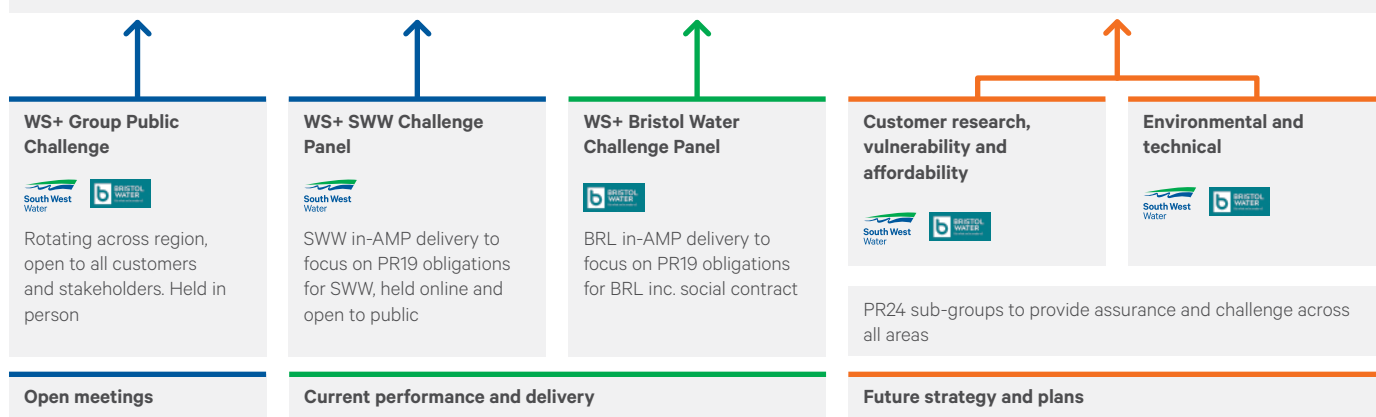 WS+ Group Public
Challenge
South West
Water
BRISTOL
WATER
Rotating across region,
open to all customers
and stakeholders. Held in
person
WS+ SWW Challenge
Panel
South West
Water
SWW in-AMP delivery to
focus on PR19 obligations
for SWW, held online and
open to public
WS+ Bristol Water
Challenge Panel
BRISTOL
WATER
BRL in-AMP delivery to
focus on PR19 obligations
for BRL inc. social contract
Customer research,
vulnerability and
affordability
South West
Water
BRISTOL
WATER
Environmental and
technical
South West
Water
BRISTOL
WATER
PR24 sub-groups to provide assurance and challenge across
all areas
Open meetings
Current performance and delivery
Future strategy and plans